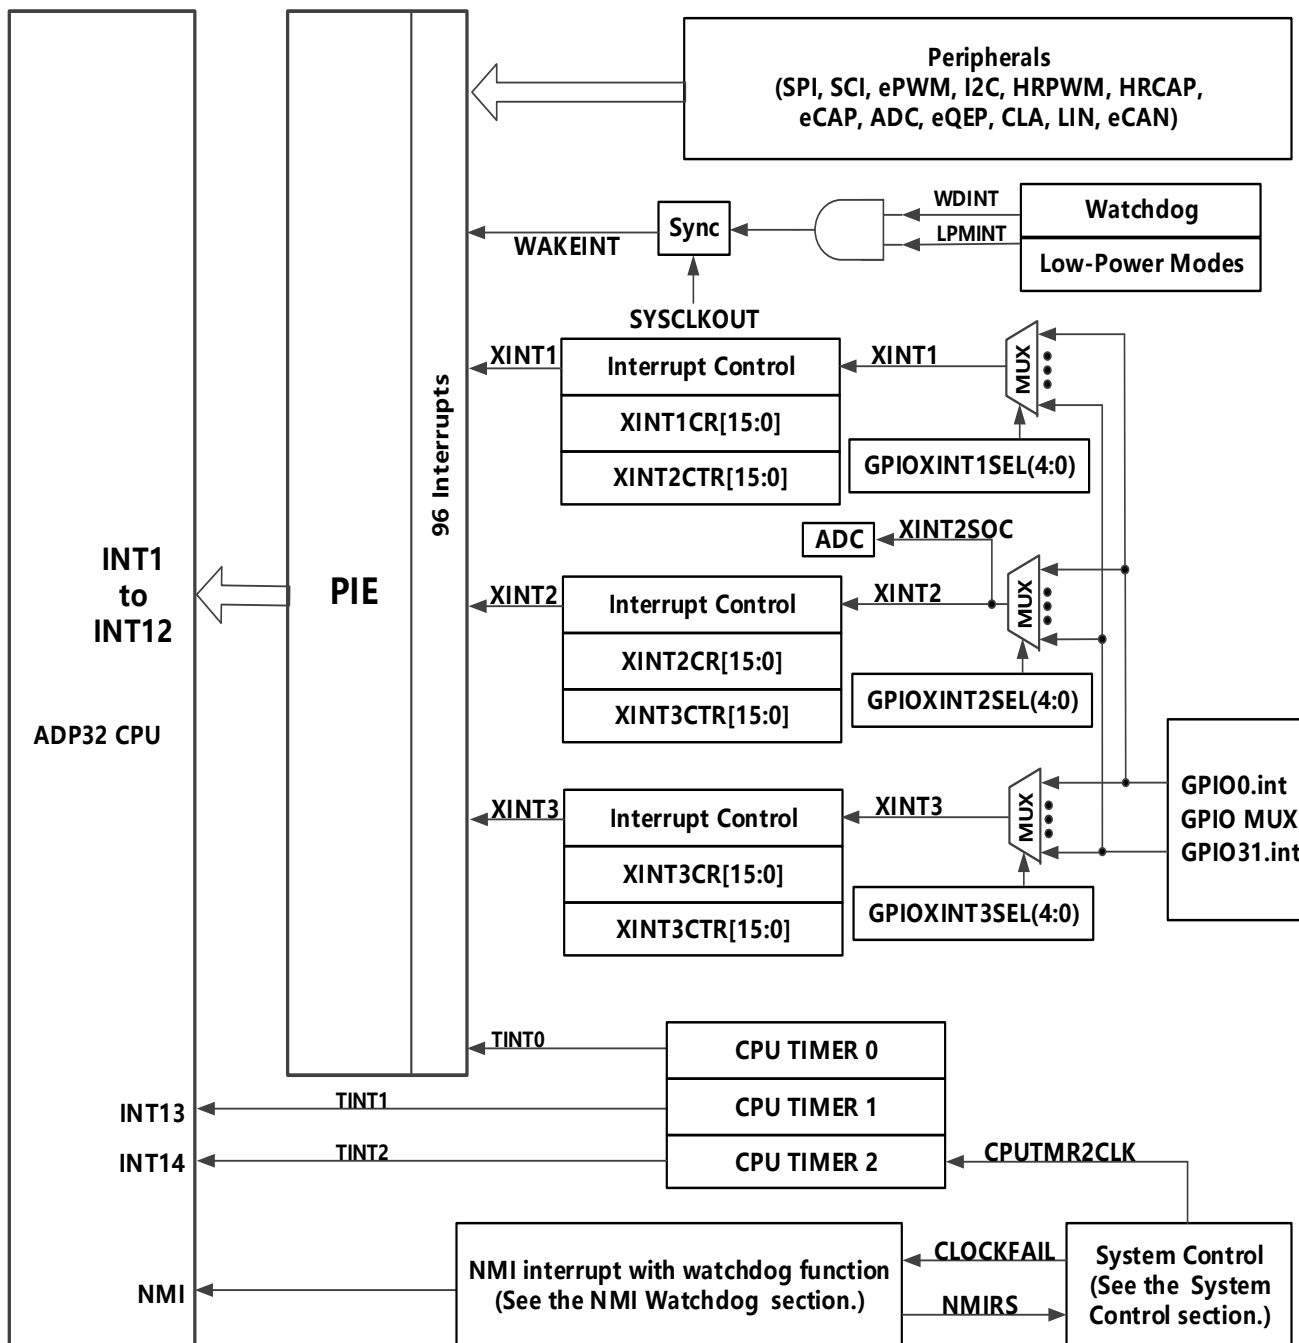 Peripherals
(SPI, SCI, ePWM, I2C, HRPWM, HRCAP,
eCAP, ADC, eQEP, CLA, LIN, eCAN)
WDINT
Watchdog
Sync
WAKEINT
LPMINT
Low-Power Modes
SYSCLKOUT
XINT1
Interrupt Control
XINT1
MUX
96 Interrupts
XINT1CR[15:0]
GPIOXINT1SEL(4:0)
XINT2CTR[15:0]
ADC
XINT2SOC
INT1
to
INT12
PIE
XINT2
Interrupt Control
XINT2
MUX
XINT2CR[15:0]
GPIOXINT2SEL(4:0)
XINT3CTR[15:0]
ADP32 CPU
GPIO0.int
GPIO MUX
GPIO31.int
XINT3
Interrupt Control
XINT3
MUX
XINT3CR[15:0]
GPIOXINT3SEL(4:0)
XINT3CTR[15:0]
TINT0
CPU TIMER 0
INT13
TINT1
CPU TIMER 1
INT14
TINT2
CPU TIMER 2
CPUTMR2CLK
NMI
NMI interrupt with watchdog function
(See the NMI Watchdog section.)
CLOCKFAIL
NMIRS
System Control
(See the System
Control section.)